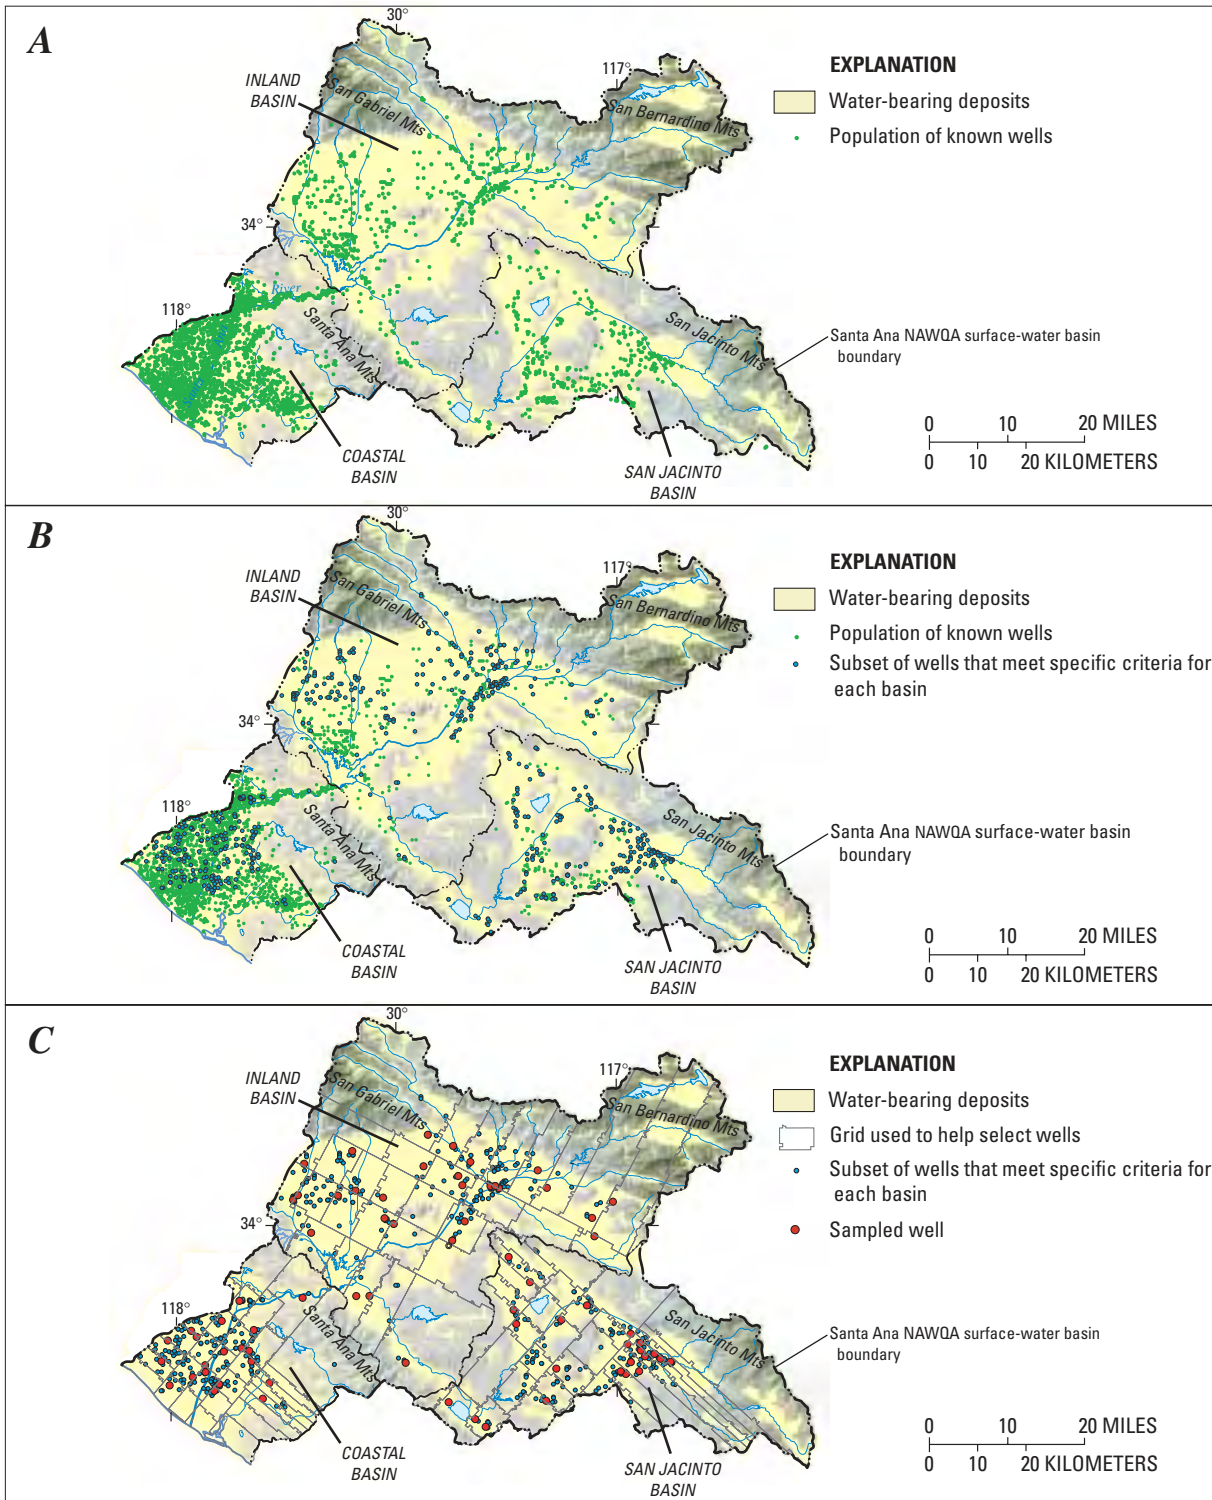 A
30°
INLAND
BASIN
San Gabriel Mts
117°
San Bernardino Mts
EXPLANATION
Water-bearing deposits
Population of known wells
34°
118°
River
Santa Ana Mts
San Jacinto Mts
Santa Ana NAWQA surface-water basin
boundary
COASTAL
BASIN
SAN JACINTO
BASIN
0 10 20 MILES
0 10 20 KILOMETERS
B
30°
INLAND
BASIN
San Gabriel Mts
117°
San Bernardino Mts
EXPLANATION
Water-bearing deposits
Population of known wells
Subset of wells that meet specific criteria for
each basin
34°
118°
Santa Ana Mts
San Jacinto Mts
Santa Ana NAWQA surface-water basin
boundary
COASTAL
BASIN
SAN JACINTO
BASIN
0 10 20 MILES
0 10 20 KILOMETERS
C
30°
INLAND
BASIN
San Gabriel Mts
117°
San Bernardino Mts
EXPLANATION
Water-bearing deposits
Grid used to help select wells
Subset of wells that meet specific criteria for
each basin
Sampled well
34°
118°
Santa Ana Mts
San Jacinto Mts
Santa Ana NAWQA surface-water basin
boundary
COASTAL
BASIN
SAN JACINTO
BASIN
0 10 20 MILES
0 10 20 KILOMETERS